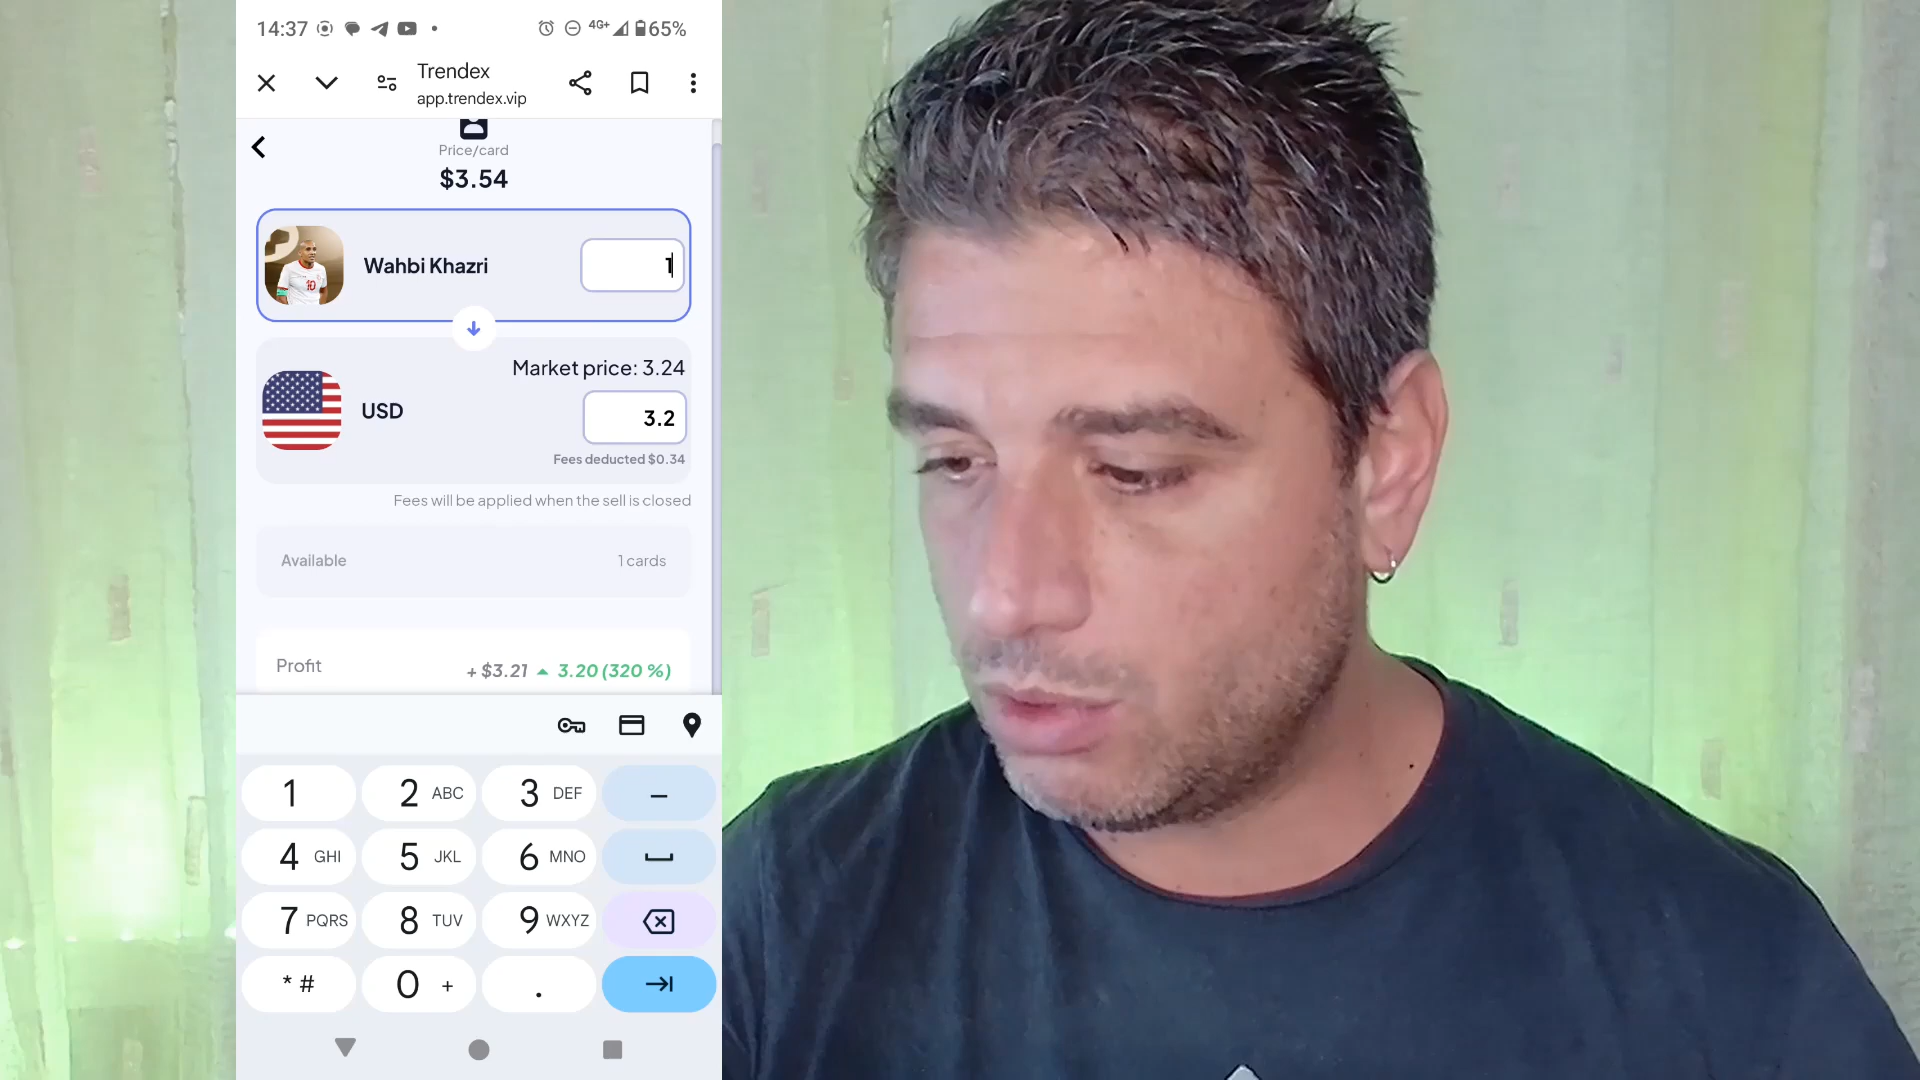 14:37
4G+ 65%
Trendex
app.trendex.vip
Price/card
$3.54
Wahbi Khazri
1
10
Market price: 3.24
USD
3.2
Fees deducted $0.34
Fees will be applied when the sell is closed
Available
1 cards
Profit
+ $3.21 ▲ 3.20 (320 %)
1
2 ABC
3 DEF
–
4 GHI
5 JKL
6 MNO
7 PQRS
8 TUV
9 WXYZ
* #
0 +
.